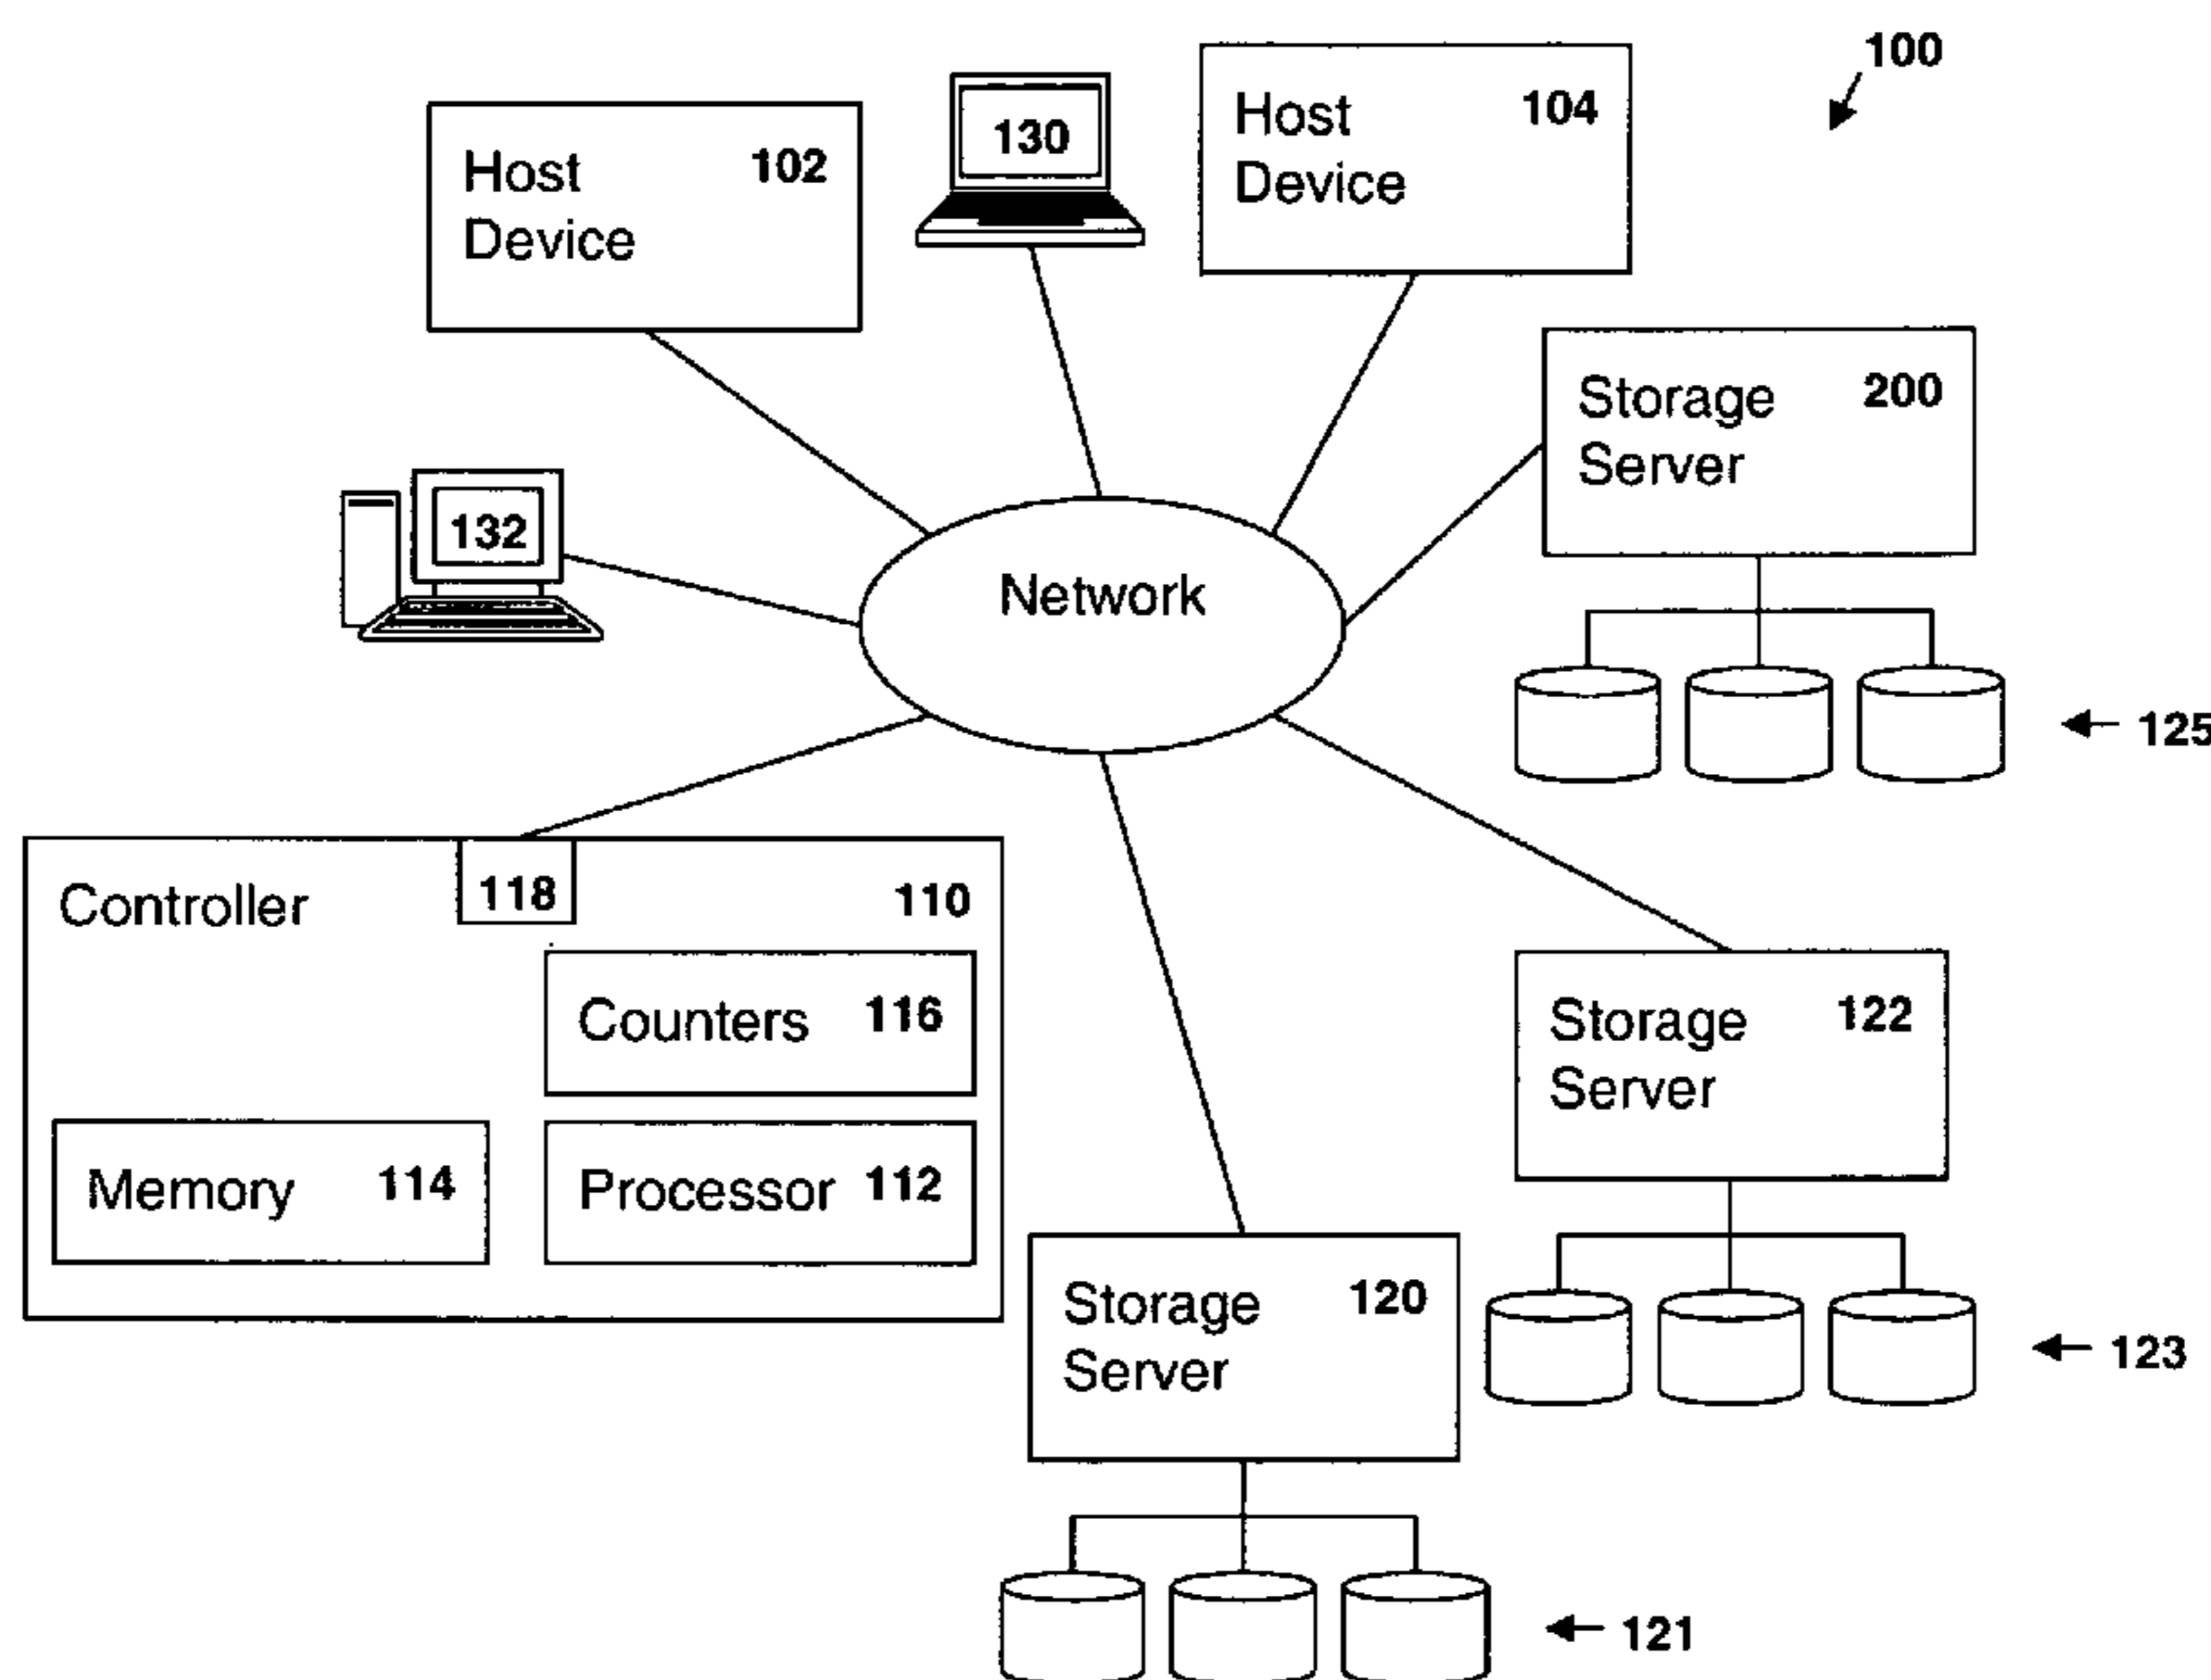 100
Host 104
Device
130
Host 102
Device
Storage 200
Server
132
Network
125
Controller 118 110
Counters 116
Storage 122
Server
Memory 114
Processor 112
Storage 120
Server
123
121